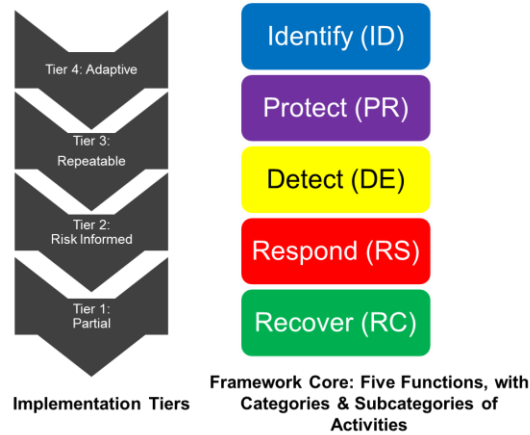 Tier 4: Adaptive
Tier 3:
Repeatable
Tier 2:
Risk Informed
Tier 1:
Partial
Implementation Tiers
Identify (ID)
Protect (PR)
Detect (DE)
Respond (RS)
Recover (RC)
Framework Core: Five Functions, with
Categories & Subcategories of
Activities